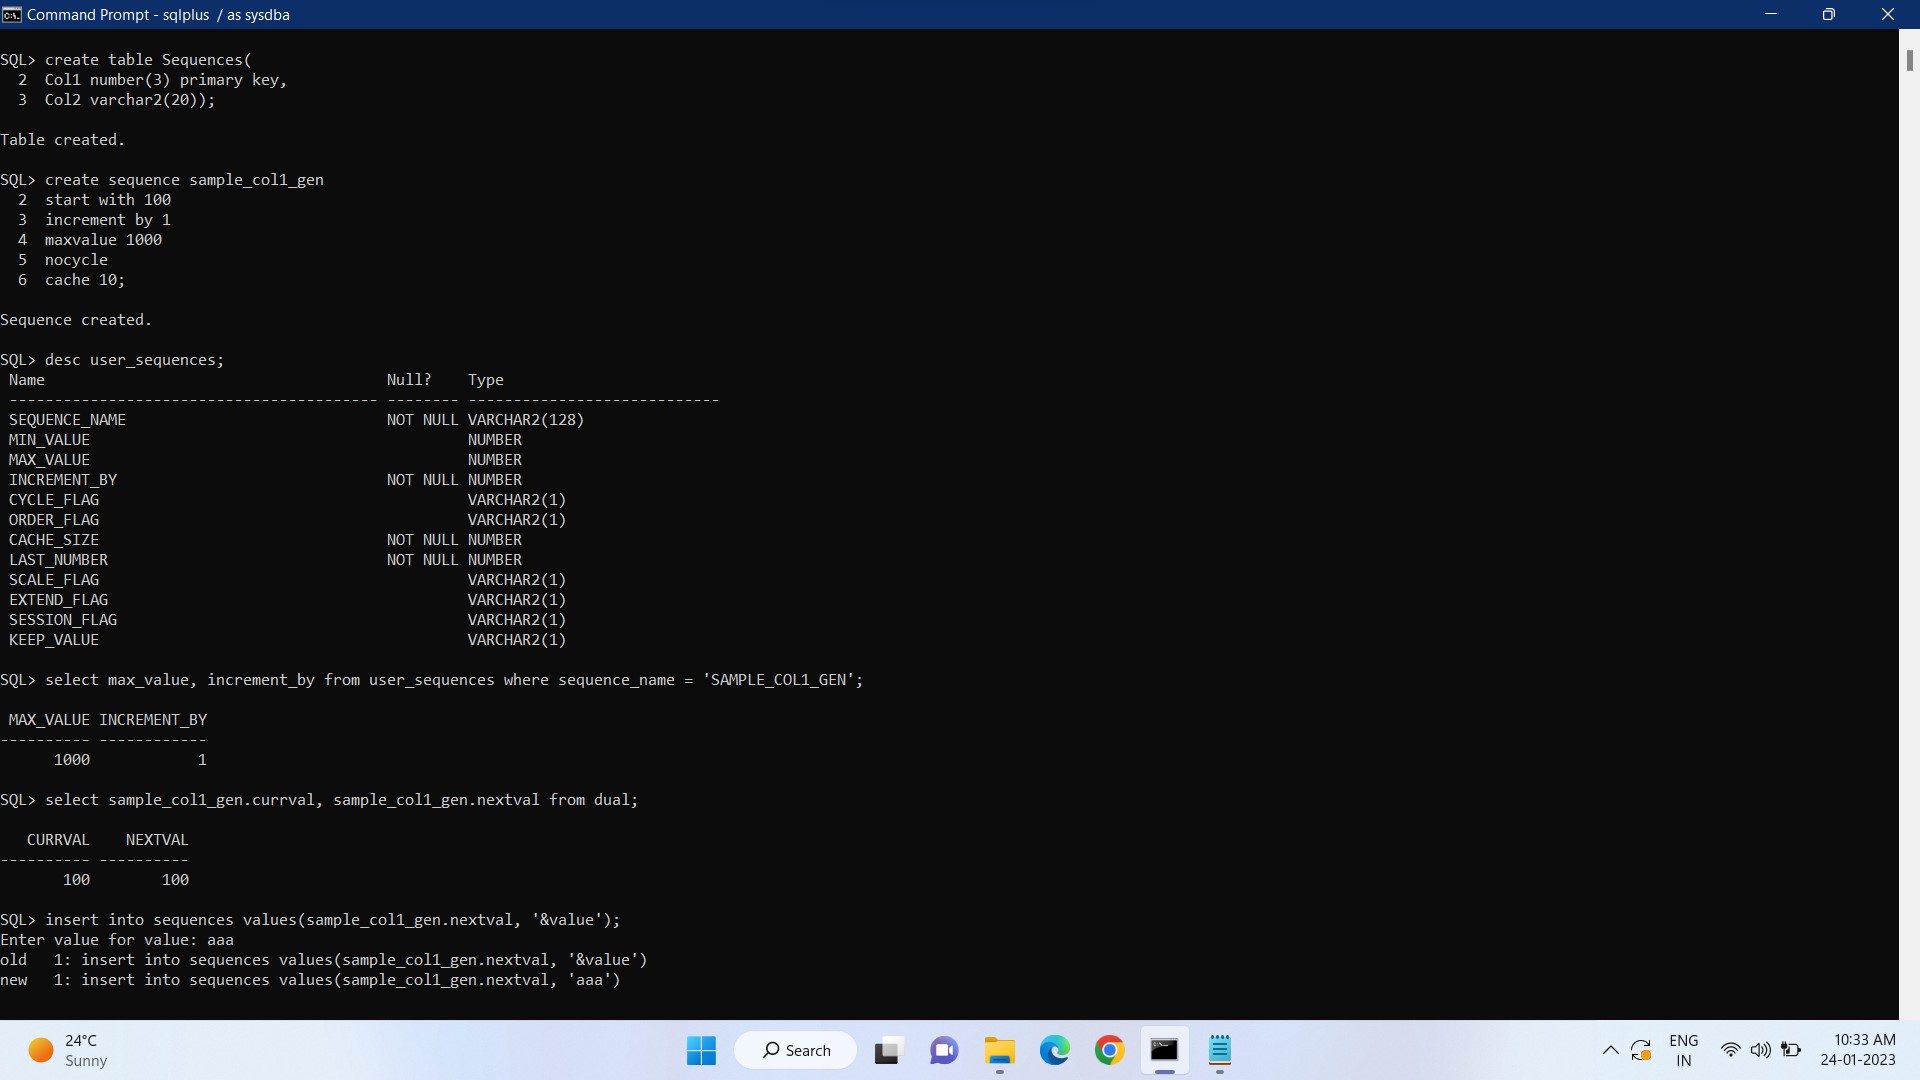 Command Prompt - sqlplus  / as sysdba
SQL> create table Sequences(
  2  Col1 number(3) primary key,
  3  Col2 varchar2(20));
Table created.
SQL> create sequence sample_col1_gen
  2  start with 100
  3  increment by 1
  4  maxvalue 1000
  5  nocycle
  6  cache 10;
Sequence created.
SQL> desc user_sequences;
 Name                                      Null?    Type
 ----------------------------------------- -------- ----------------------------
 SEQUENCE_NAME                             NOT NULL VARCHAR2(128)
 MIN_VALUE                                          NUMBER
 MAX_VALUE                                          NUMBER
 INCREMENT_BY                              NOT NULL NUMBER
 CYCLE_FLAG                                         VARCHAR2(1)
 ORDER_FLAG                                         VARCHAR2(1)
 CACHE_SIZE                                NOT NULL NUMBER
 LAST_NUMBER                               NOT NULL NUMBER
 SCALE_FLAG                                         VARCHAR2(1)
 EXTEND_FLAG                                        VARCHAR2(1)
 SESSION_FLAG                                       VARCHAR2(1)
 KEEP_VALUE                                         VARCHAR2(1)
SQL> select max_value, increment_by from user_sequences where sequence_name = 'SAMPLE_COL1_GEN';
 MAX_VALUE INCREMENT_BY
---------- ------------
      1000            1
SQL> select sample_col1_gen.currval, sample_col1_gen.nextval from dual;
   CURRVAL    NEXTVAL
---------- ----------
       100        100
SQL> insert into sequences values(sample_col1_gen.nextval, '&value');
Enter value for value: aaa
old   1: insert into sequences values(sample_col1_gen.nextval, '&value')
new   1: insert into sequences values(sample_col1_gen.nextval, 'aaa')
24°C
Sunny
Search
ENG
IN
10:33 AM
24-01-2023